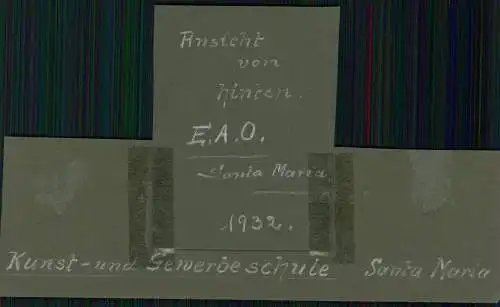 Ansicht
von
hinten.
E.A.O.
Santa Maria
1932.
Kunst-und Gewerbeschule Santa Maria